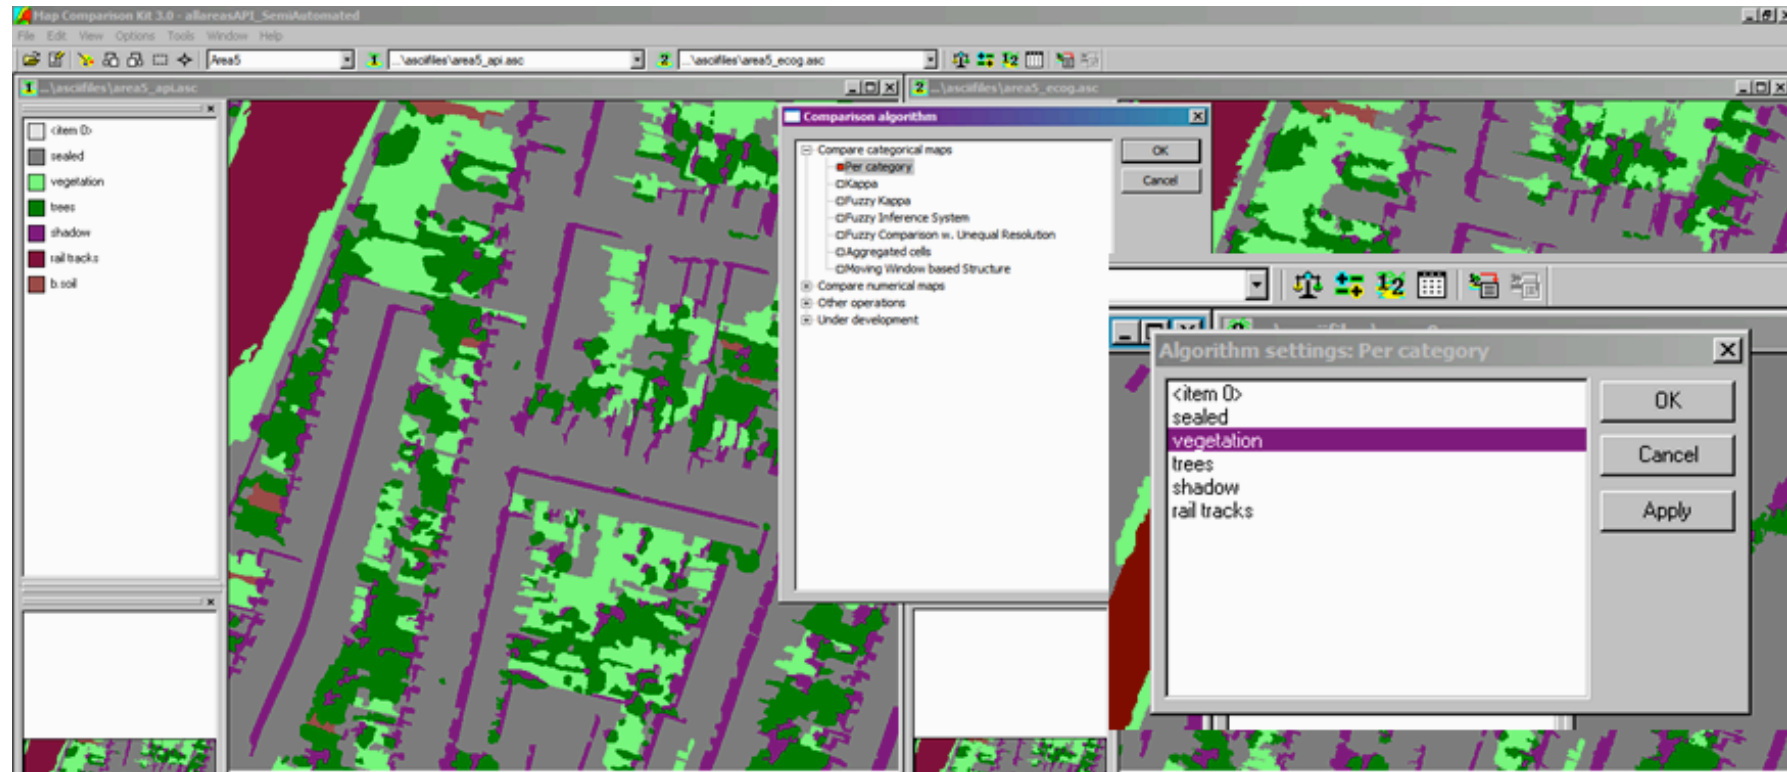 Map Comparison Kit 3.0 - allareasAPI_SemiAutomated
File Edit View Options Tools Window Help
Area5 1 ...\asciifiles\area5_api.asc 2 ...\asciifiles\area5_ecog.asc
1 ...\asciifiles\area5_api.asc
2 ...\asciifiles\area5_ecog.asc
<item 0>
sealed
vegetation
trees
shadow
rail tracks
b.soil
Comparison algorithm
Compare categorical maps
Per category
Kappa
Fuzzy Kappa
Fuzzy Inference System
Fuzzy Comparison w. Unequal Resolution
Aggregated cells
Moving Window based Structure
Compare numerical maps
Other operations
Under development
OK
Cancel
Algorithm settings: Per category
<item 0>
sealed
vegetation
trees
shadow
rail tracks
OK
Cancel
Apply